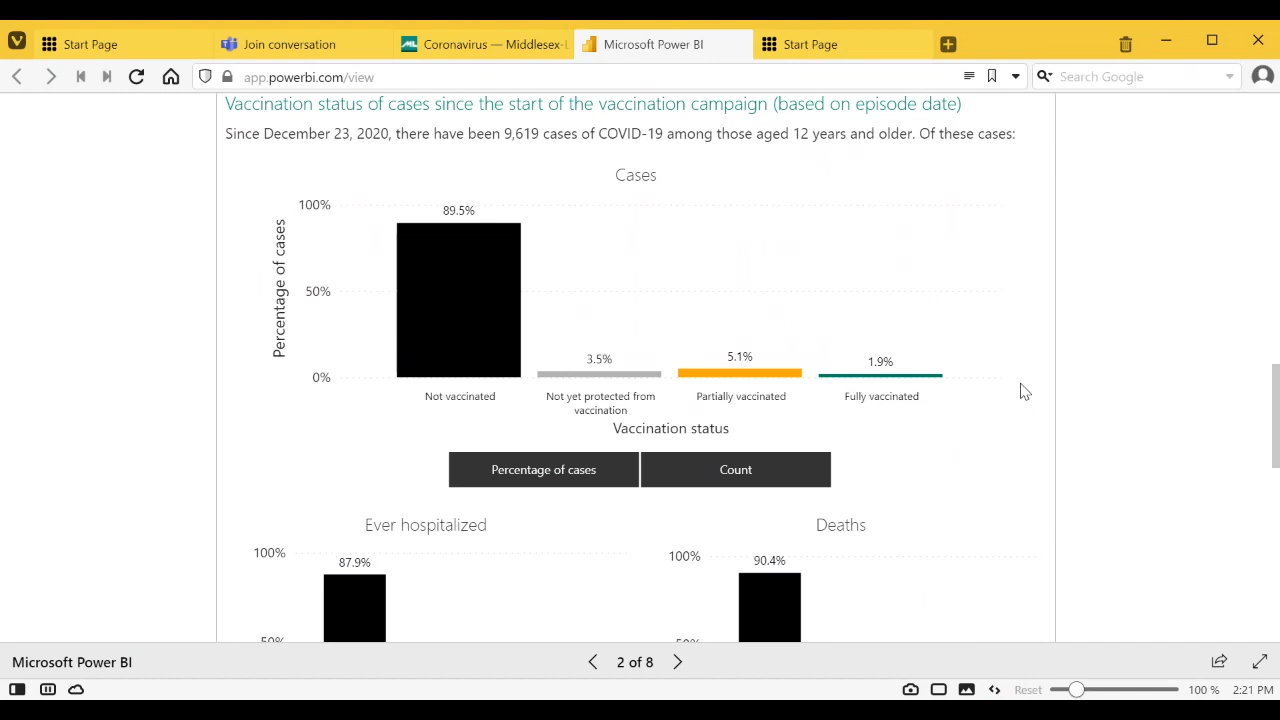 Start Page
Join conversation
Coronavirus — Middlesex-L
Microsoft Power BI
Start Page
app.powerbi.com/view
Search Google
Vaccination status of cases since the start of the vaccination campaign (based on episode date)
Since December 23, 2020, there have been 9,619 cases of COVID-19 among those aged 12 years and older. Of these cases:
Cases
Percentage of cases
100%
50%
0%
89.5%
3.5%
5.1%
1.9%
Not vaccinated
Not yet protected from
vaccination
Partially vaccinated
Fully vaccinated
Vaccination status
Percentage of cases
Count
Ever hospitalized
100%
87.9%
50%
Deaths
100%
90.4%
50%
Microsoft Power BI
2 of 8
Reset
100 %
2:21 PM